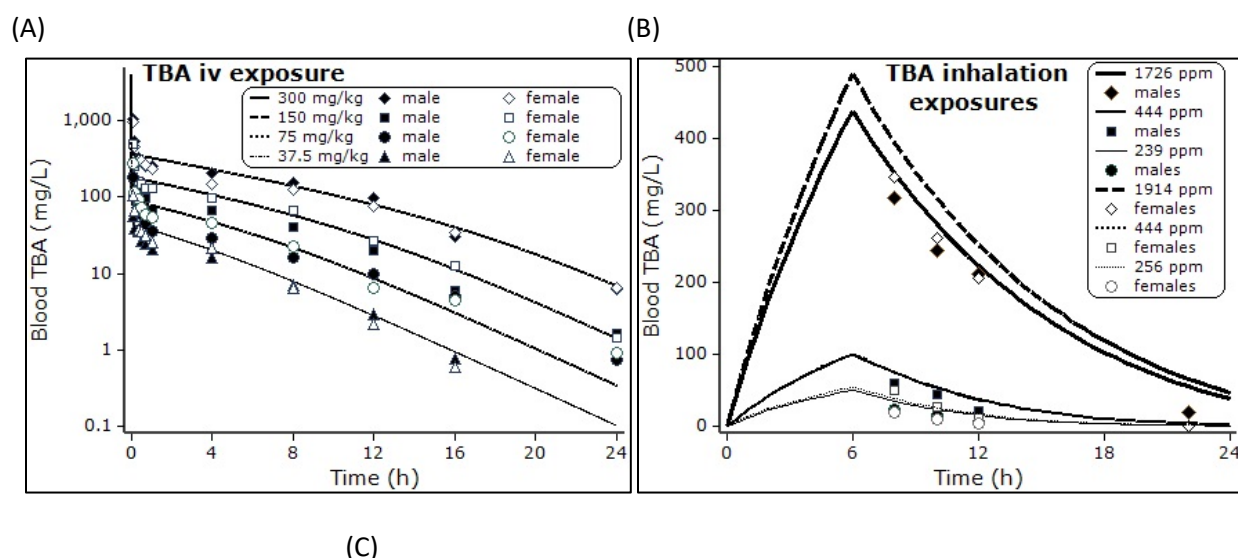 (A)
TBA iv exposure
300 mg/kg male female
150 mg/kg male female
75 mg/kg male female
37.5 mg/kg male female
1,000
100
10
1
0.1
Blood TBA (mg/L)
0 4 8 12 16 24
Time (h)
(B)
TBA inhalation
exposures
1726 ppm
males
444 ppm
males
239 ppm
males
1914 ppm
females
444 ppm
females
256 ppm
females
500
400
300
200
100
0
Blood TBA (mg/L)
0 6 12 18 24
Time (h)
(C)